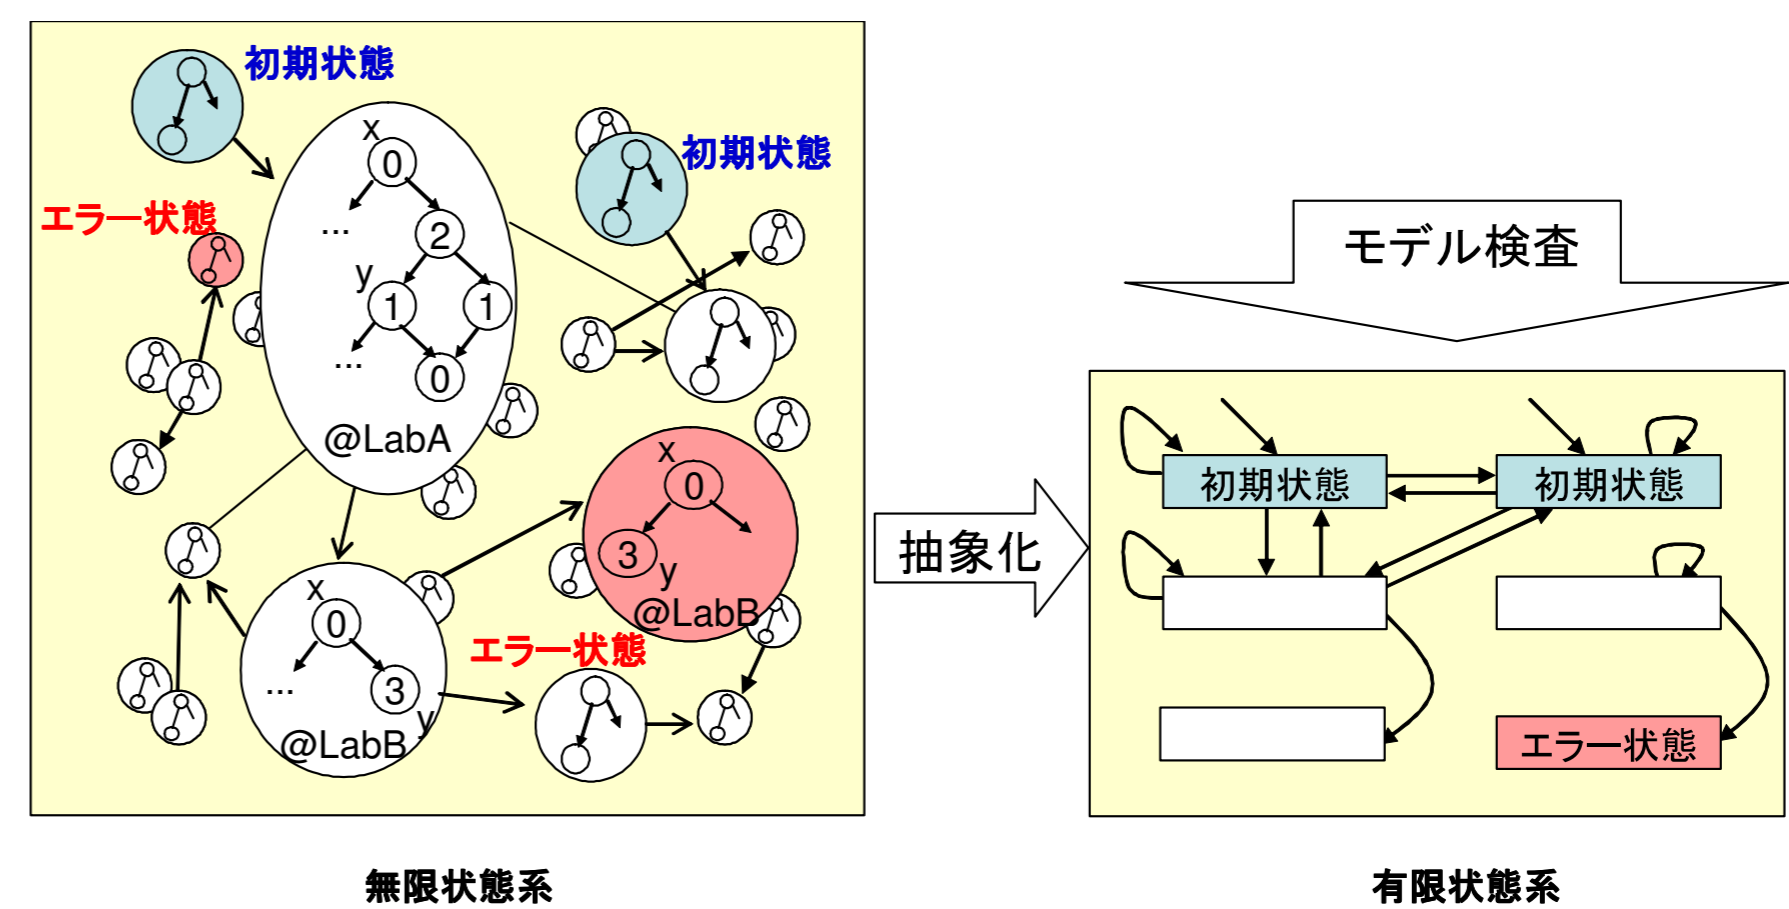 初期状態
x
0
初期状態
エラー状態
...
2
y
1
1
...
0
@LabA
モデル検査
x
0
3
y
@LabB
x
0
エラー状態
...
3
y
@LabB
抽象化
初期状態
初期状態
エラー状態
無限状態系
有限状態系